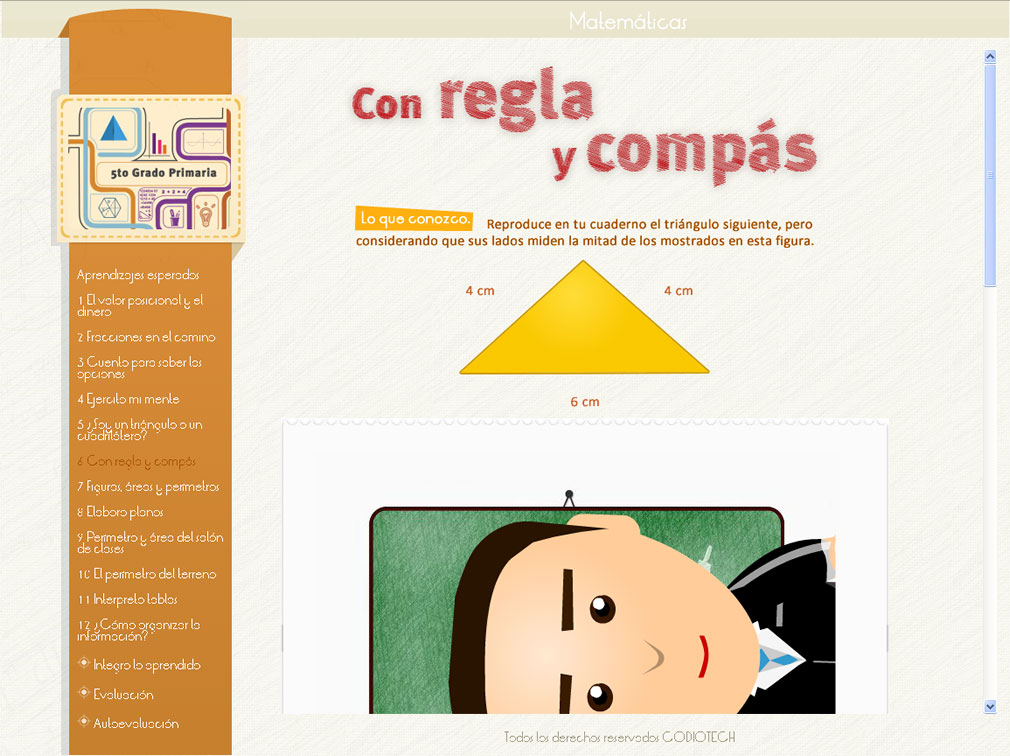 Matemáticas
5to Grado Primaria
Aprendizajes esperados
1 El valor posicional y el
dinero
2 Fracciones en el camino
3 Cuento para saber las
opciones
4 Ejercito mi mente
5 ¿Soy un triángulo o un
cuadrilátero?
6 Con regla y compás
7 Figuras, áreas y perímetros
8 Elaboro planos
9 Perímetro y área del salón
de clases
10 El perímetro del terreno
11 Interpreto tablas
12 ¿Cómo organizar la
información?
Integro lo aprendido
Evaluación
Autoevaluación
Con regla
y compás
Lo que conozco. Reproduce en tu cuaderno el triángulo siguiente, pero
considerando que sus lados miden la mitad de los mostrados en esta figura.
4 cm 4 cm
6 cm
Todos los derechos reservados CODIOTECH